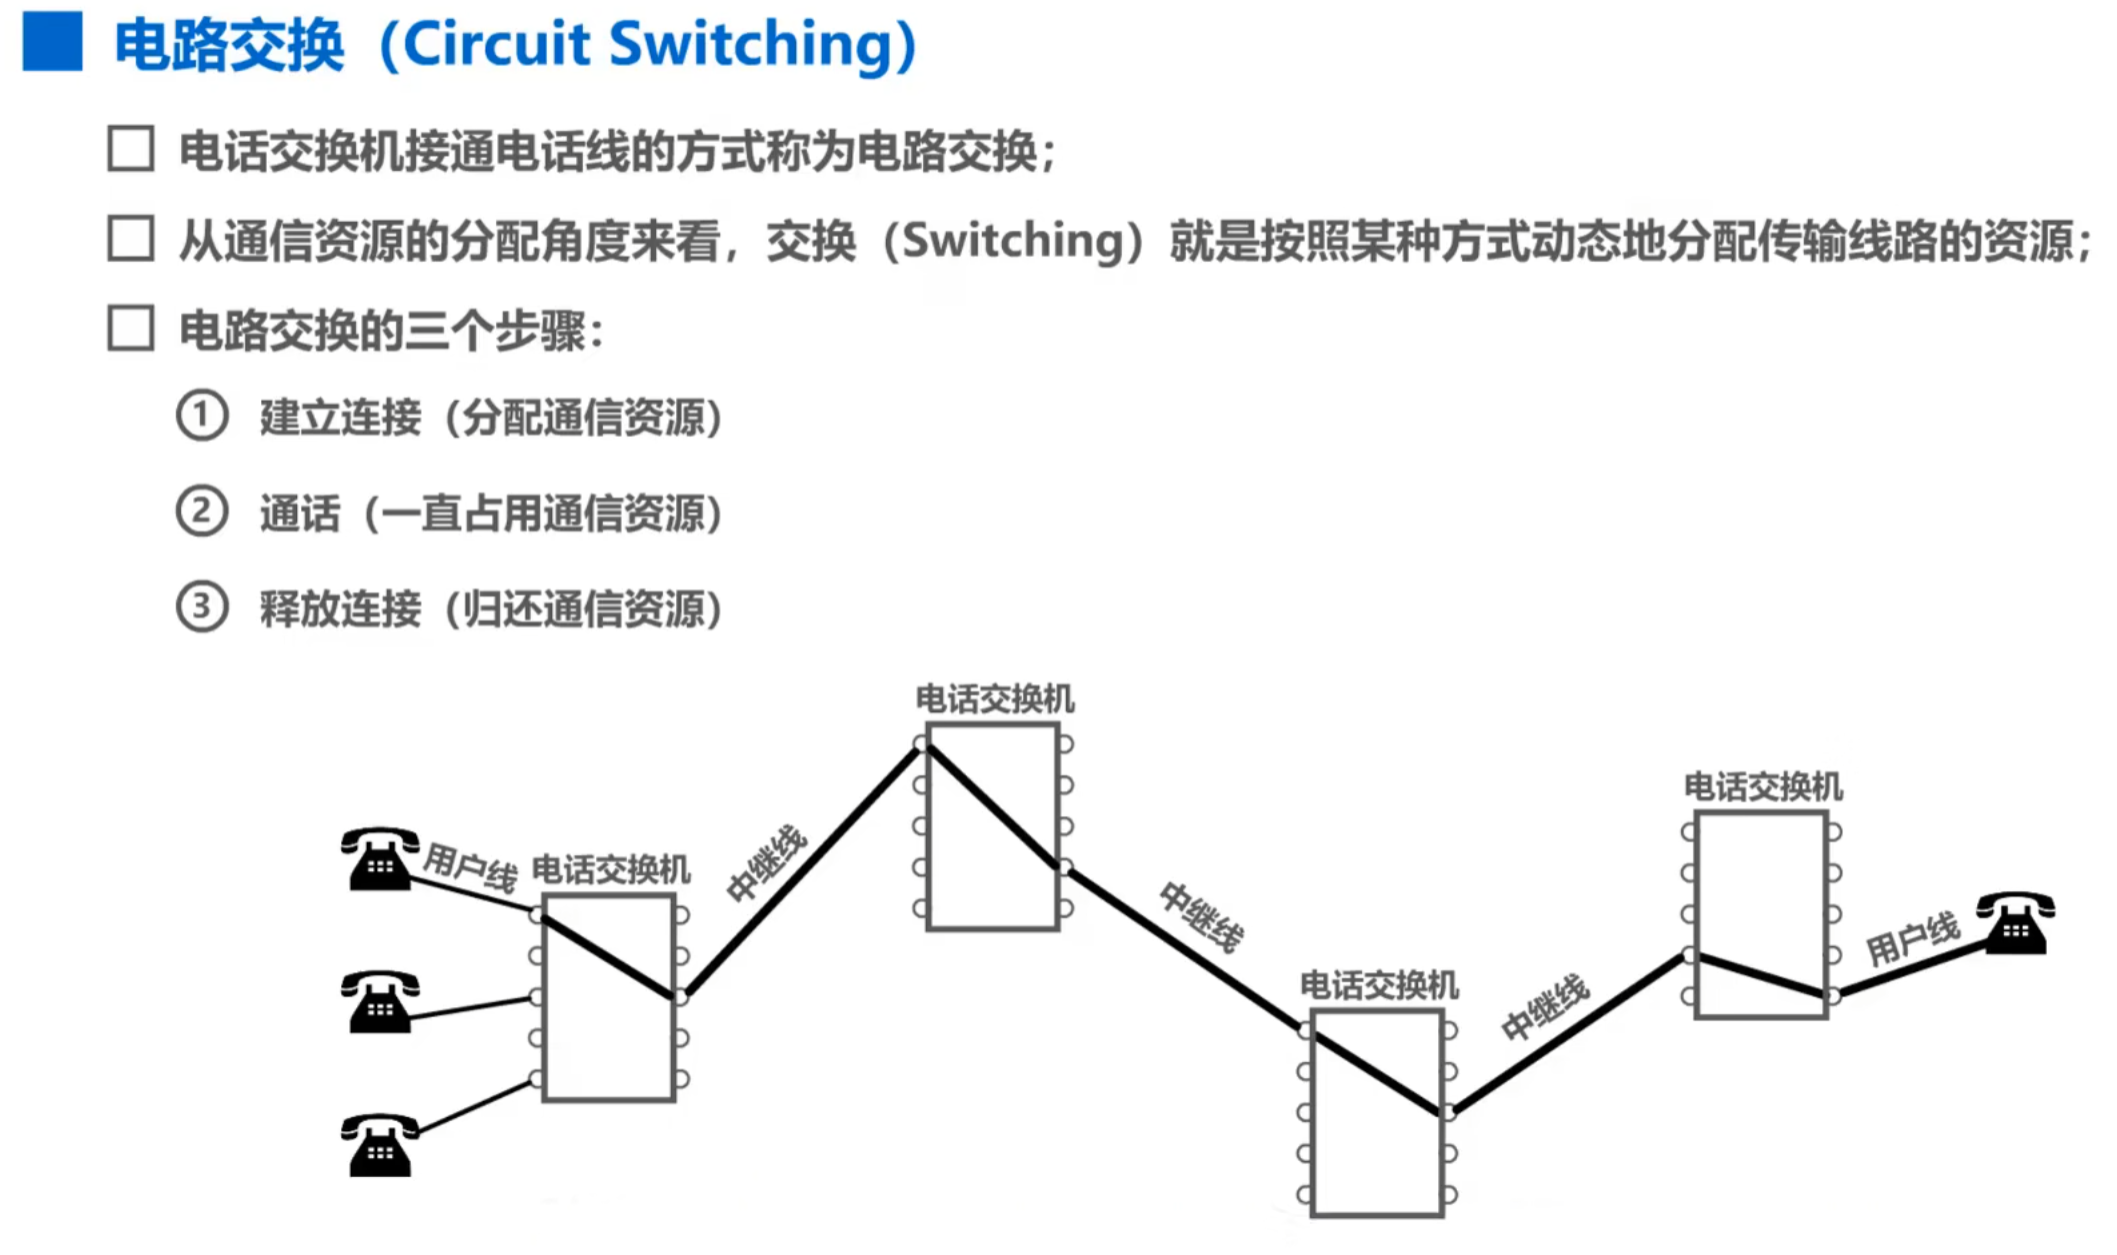 电路交换（Circuit Switching）
电话交换机接通电话线的方式称为电路交换；
从通信资源的分配角度来看，交换（Switching）就是按照某种方式动态地分配传输线路的资源；
电路交换的三个步骤：
① 建立连接（分配通信资源）
② 通话（一直占用通信资源）
③ 释放连接（归还通信资源）
电话交换机
电话交换机
用户线
电话交换机
中继线
中继线
用户线
电话交换机
中继线